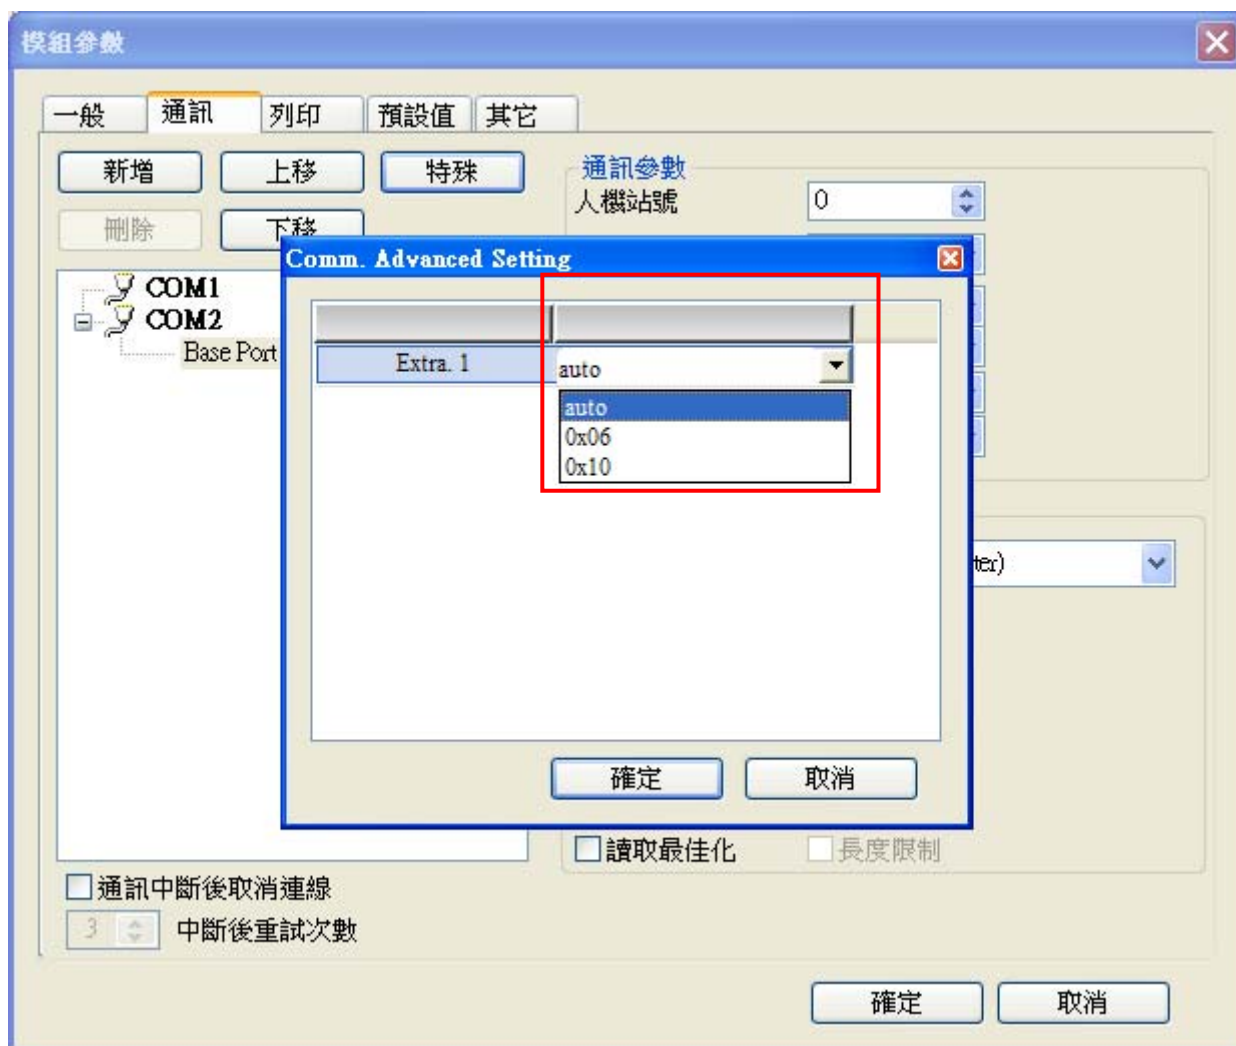 模組參數
一般
通訊
列印
預設值
其它
新增
上移
特殊
刪除
下移
COM1
COM2
Base Port
通訊參數
人機站號
0
Comm. Advanced Setting
Extra. 1
auto
auto
0x06
0x10
確定
取消
ter)
讀取最佳化
長度限制
通訊中斷後取消連線
3
中斷後重試次數
確定
取消